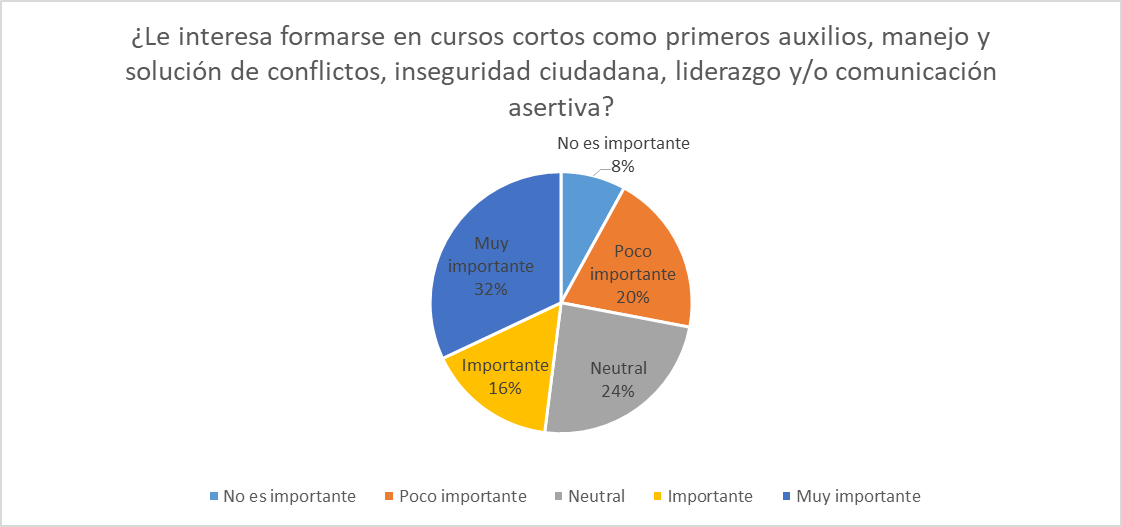 ¿Le interesa formarse en cursos cortos como primeros auxilios, manejo y
solución de conflictos, inseguridad ciudadana, liderazgo y/o comunicación
asertiva?
No es importante
8%
Poco
importante
20%
Neutral
24%
Importante
16%
Muy
importante
32%
No es importante
Poco importante
Neutral
Importante
Muy importante